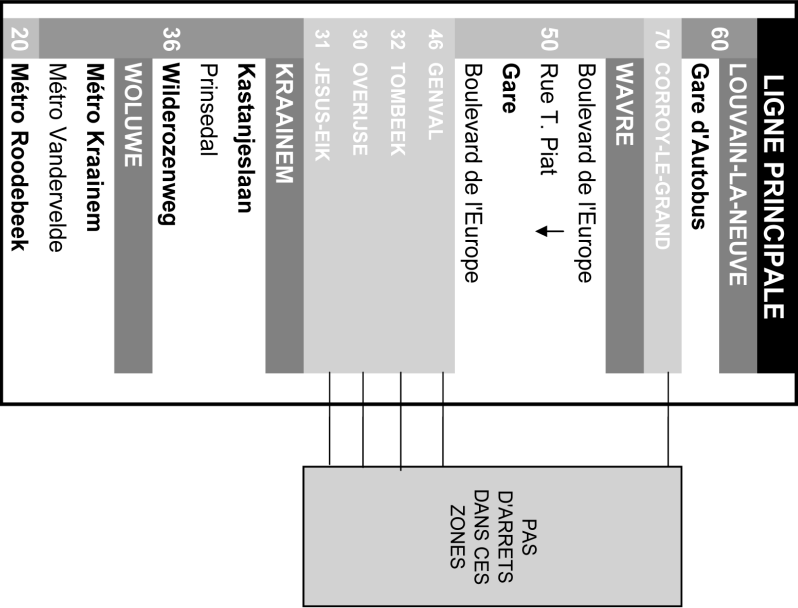 LIGNE PRINCIPALE
60 LOUVAIN-LA-NEUVE
Gare d'Autobus
70 CORROY-LE-GRAND
50 WAVRE
Boulevard de l'Europe
Rue T. Piat ↓
Gare
Boulevard de l'Europe
46 GENVAL
32 TOMBEEK
30 OVERIJSE
31 JESUS-EIK
36 KRAAINEM
Kastanjeslaan
Prinsedal
Wilderozenweg
WOLUWE
Métro Kraainem
Métro Vandervelde
20 Métro Roodebeek
PAS
D'ARRETS
DANS CES
ZONES